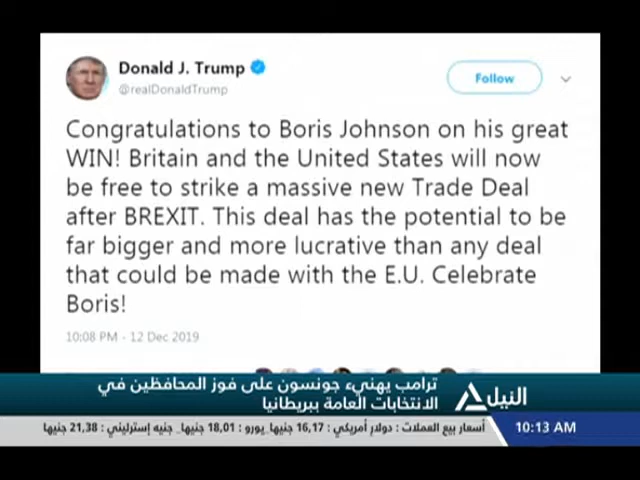 Donald J. Trump
@realDonaldTrump
Follow
Congratulations to Boris Johnson on his great
WIN! Britain and the United States will now
be free to strike a massive new Trade Deal
after BREXIT. This deal has the potential to be
far bigger and more lucrative than any deal
that could be made with the E.U. Celebrate
Boris!
10:08 PM - 12 Dec 2019
النيل
ترامب يهنيء جونسون على فوز المحافظين في
الانتخابات العامة ببريطانيا
أسعار بيع العملات : دولار أمريكي : 16,17 جنيها_ يورو : 18,01 جنيها_ جنيه إسترليني : 21,38 جنيها
10:13 AM